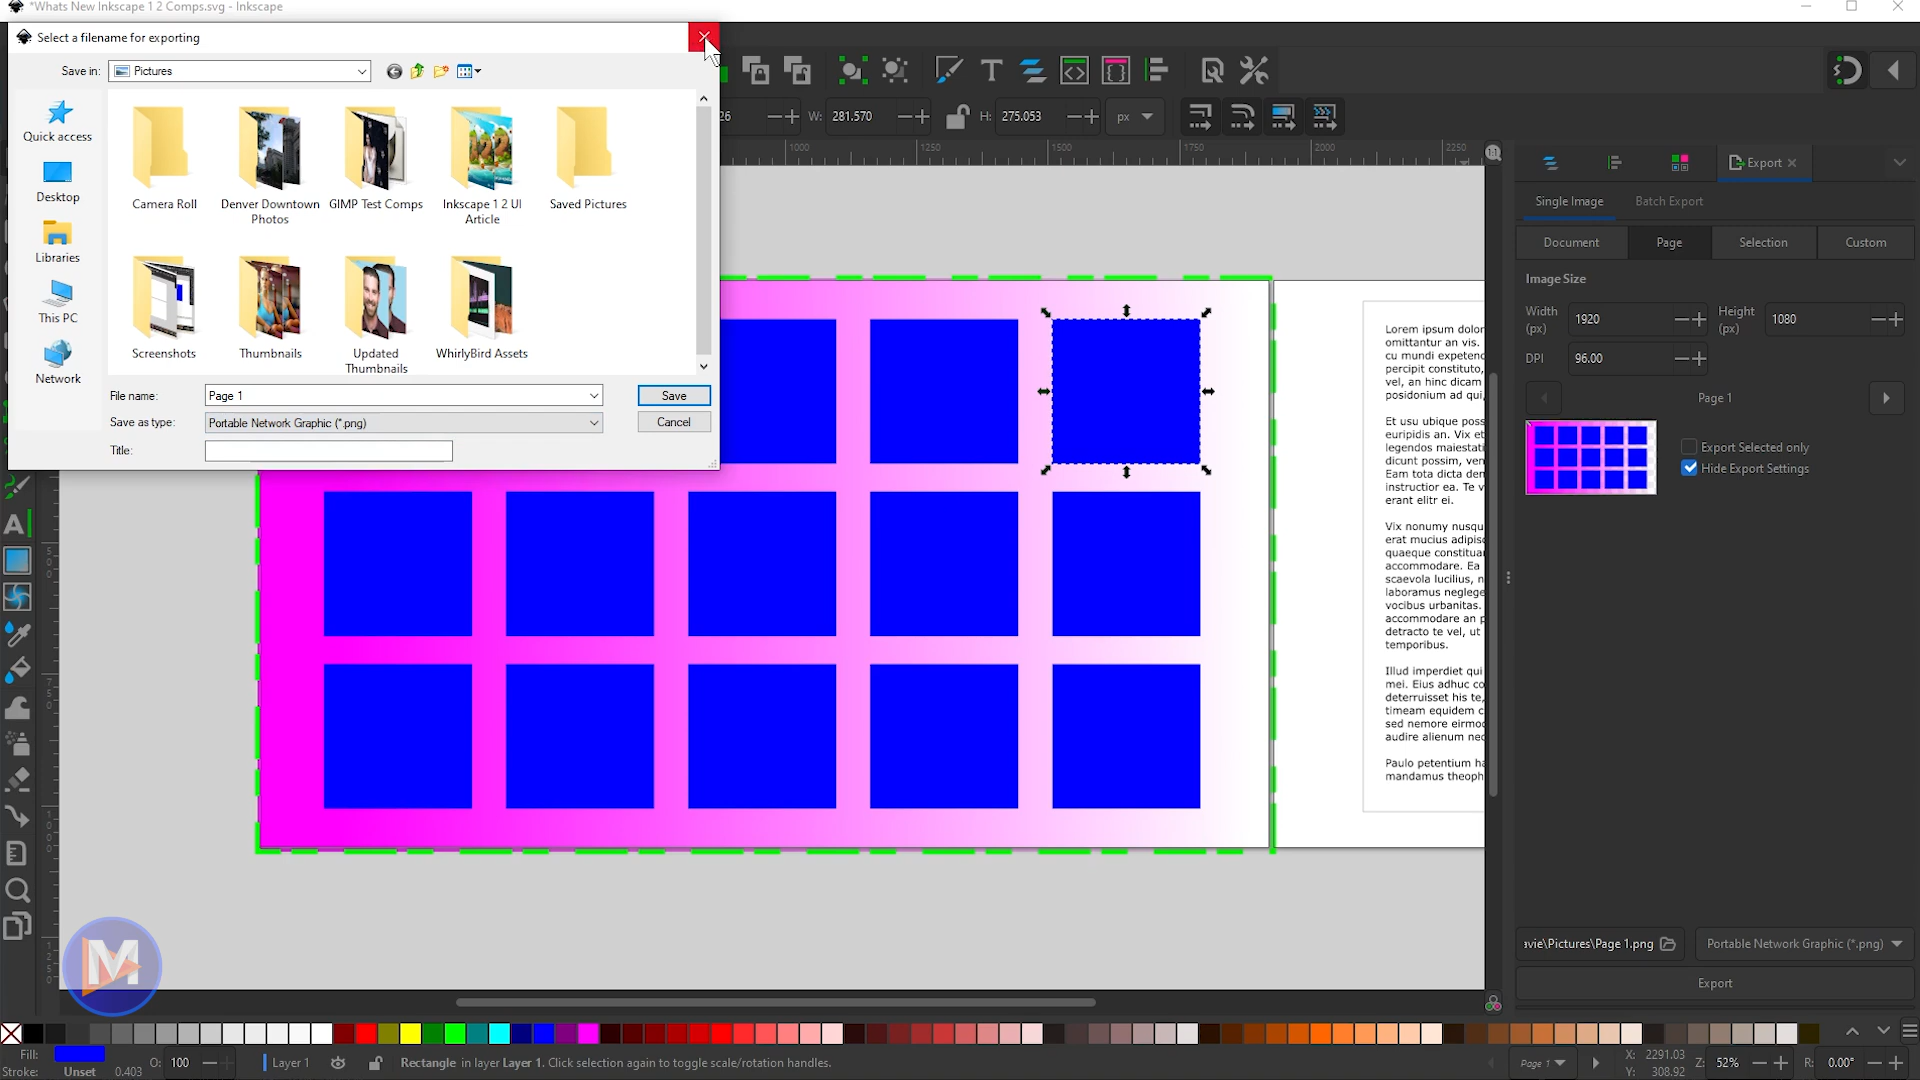 *Whats New Inkscape 1 2 Comps.svg - Inkscape
Select a filename for exporting
Save in:
Pictures
Quick access
Desktop
Libraries
This PC
Network
Camera Roll
Denver Downtown Photos
GIMP Test Comps
Inkscape 1 2 UI Article
Saved Pictures
Screenshots
Thumbnails
Updated Thumbnails
WhirlyBird Assets
File name:
Page 1
Save
Save as type:
Portable Network Graphic (*.png)
Cancel
Title:
26
W: 281.570
H: 275.053
px
1000
1250
1500
1750
2000
2250
Export
Single Image
Batch Export
Document
Page
Selection
Custom
Image Size
Width (px)
1920
Height (px)
1080
DPI
96.00
Page 1
Export Selected only
Hide Export Settings
Lorem ipsum dolor
omittantur an vis.
cu mundi expetend
percipit constituto,
vel, an hinc dicam
posidonium ad qui,
Et usu ubique poss
euripidis an. Vix et
legendos maiestati
dicunt possim, ver
Eam tota dicta den
instructior ea. Te v
erant elitr ei.
Vix nonumy nusqu
erat mucius adipisc
quaeque constituar
accommodare. Ea
scaevola lucilius, n
laboramus neglege
vocibus urbanitas.
accommodare an p
detracto te vel, ut
temporibus.
Illud imperdiet qui
mei. Eius adhuc co
deterruisset his te,
timeam equidem c
sed nemore eirmoc
audire alienum nec
Paulo petentium ha
mandamus theoph
avie\Pictures\Page 1.png
Portable Network Graphic (*.png)
Export
M
Fill:
Stroke:
Unset
0.403
O: 100
Layer 1
Rectangle in layer Layer 1. Click selection again to toggle scale/rotation handles.
Page 1
X: 2291.03
Y: 308.92
Z: 52%
R: 0.00°